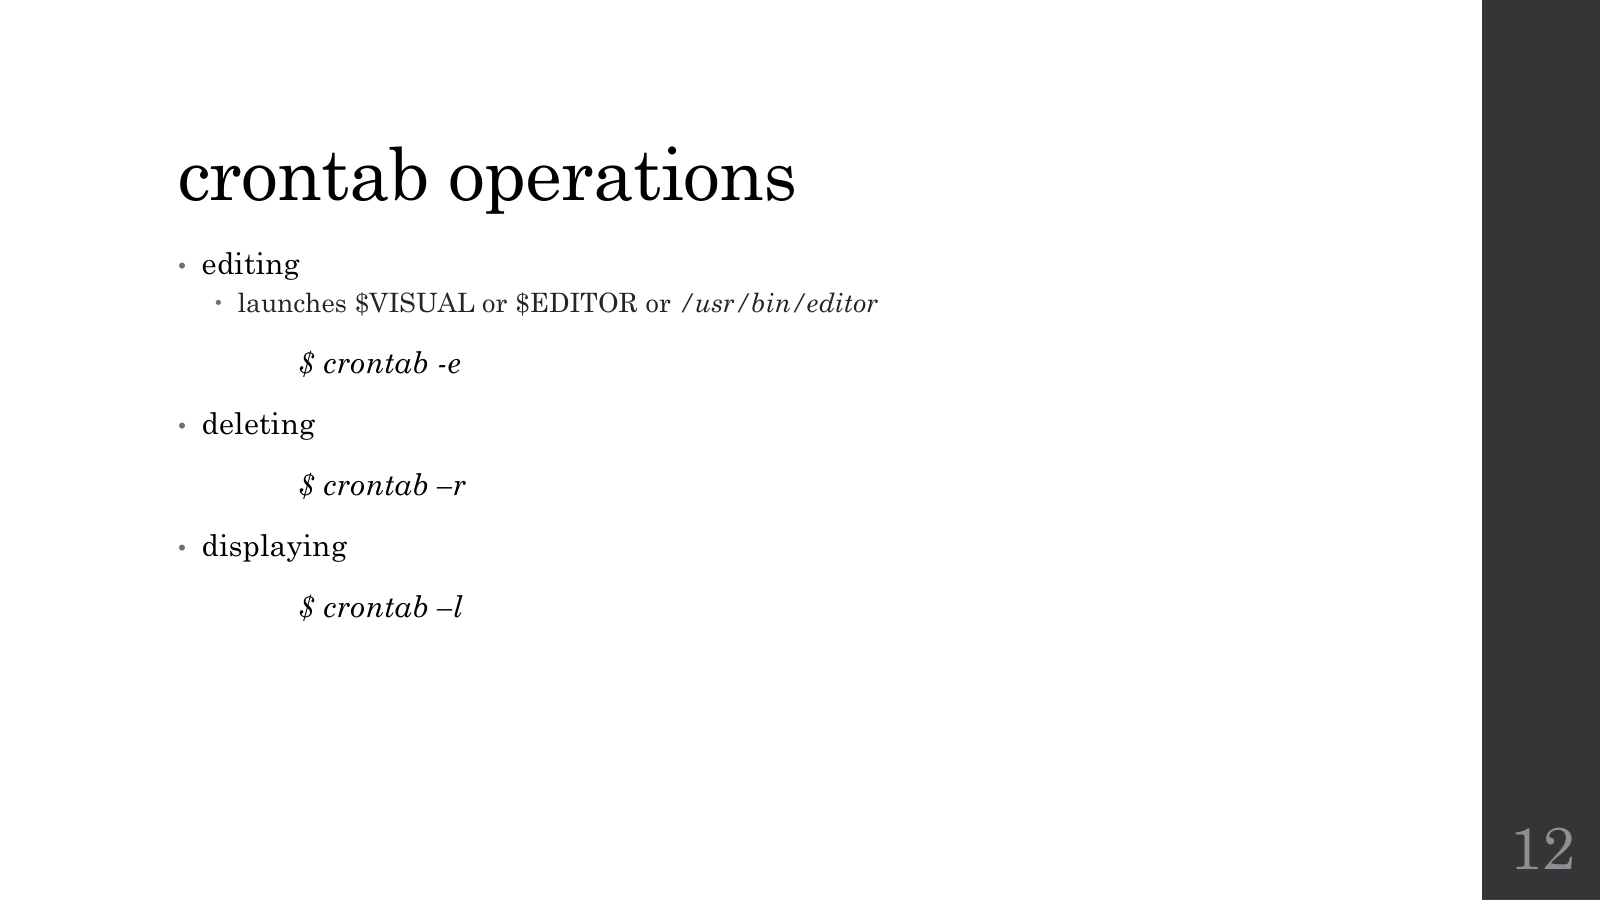 crontab operations
• editing
• launches $VISUAL or $EDITOR or /usr/bin/editor
$ crontab -e
• deleting
$ crontab –r
• displaying
$ crontab –l
12